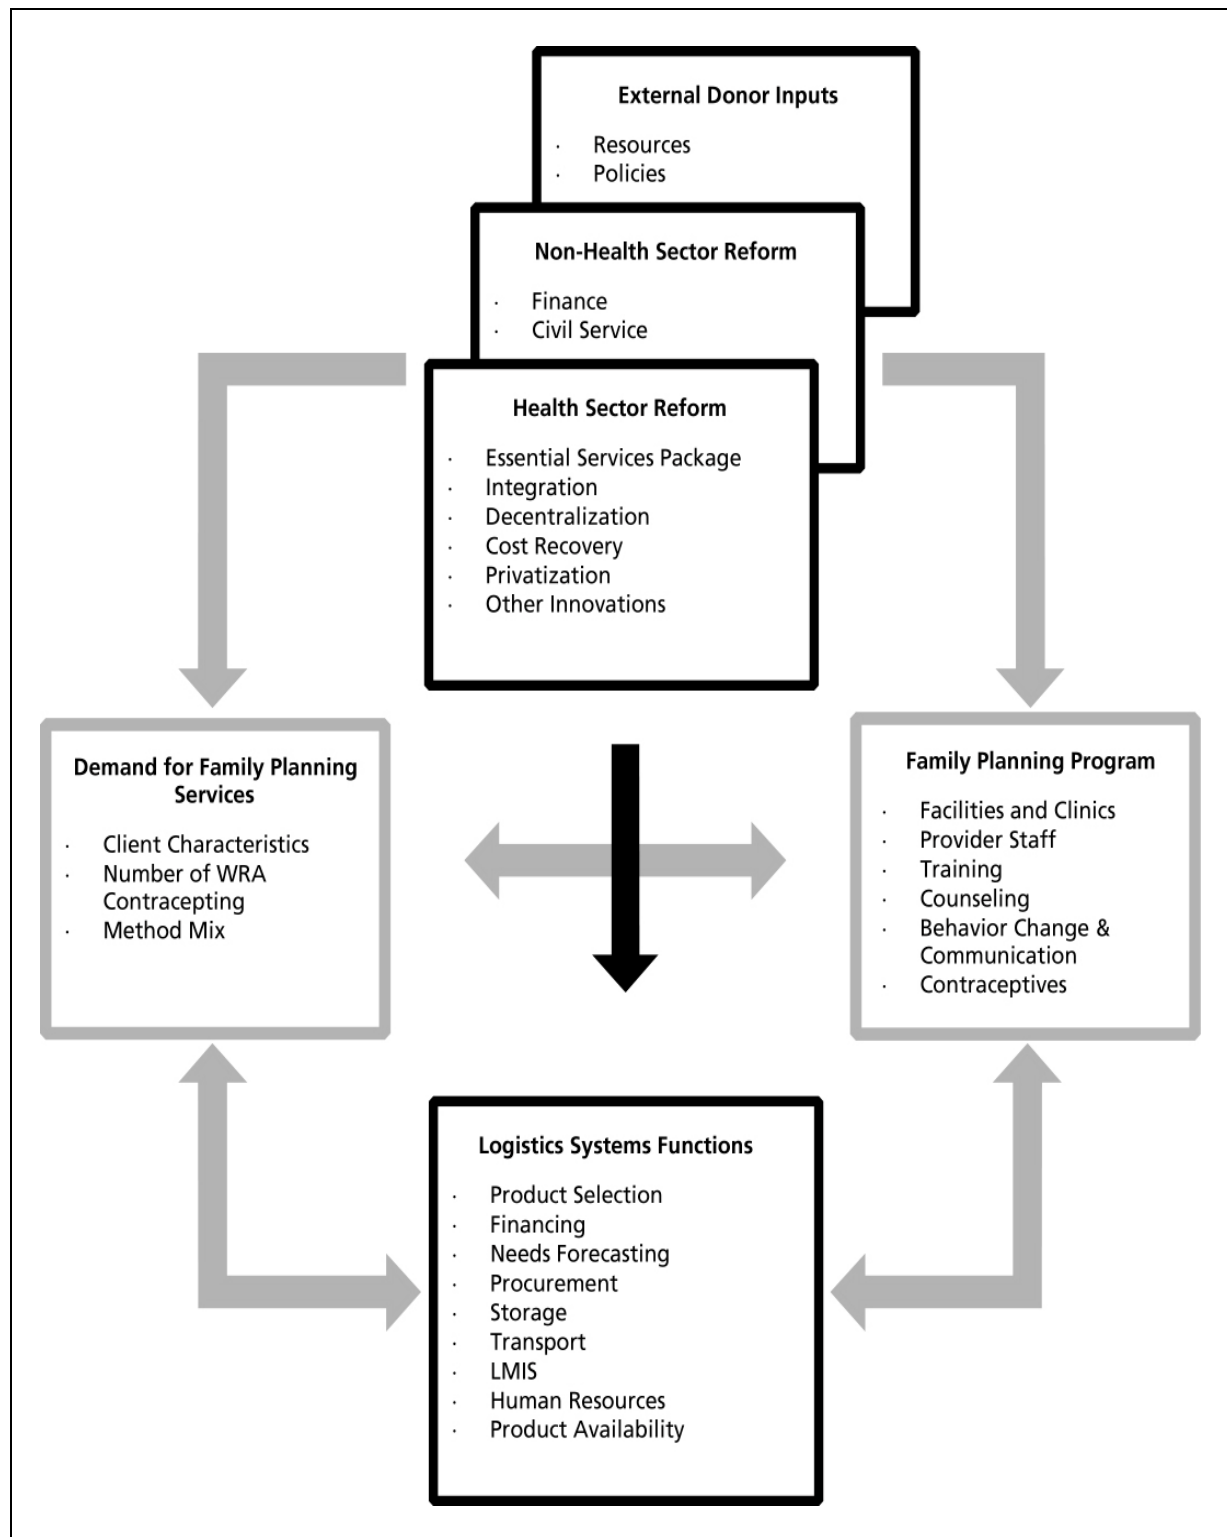 External Donor Inputs
· Resources
· Policies
Non-Health Sector Reform
· Finance
· Civil Service
Health Sector Reform
· Essential Services Package
· Integration
· Decentralization
· Cost Recovery
· Privatization
· Other Innovations
Demand for Family Planning
Services
· Client Characteristics
· Number of WRA
Contracepting
· Method Mix
Family Planning Program
· Facilities and Clinics
· Provider Staff
· Training
· Counseling
· Behavior Change &
Communication
· Contraceptives
Logistics Systems Functions
· Product Selection
· Financing
· Needs Forecasting
· Procurement
· Storage
· Transport
· LMIS
· Human Resources
· Product Availability